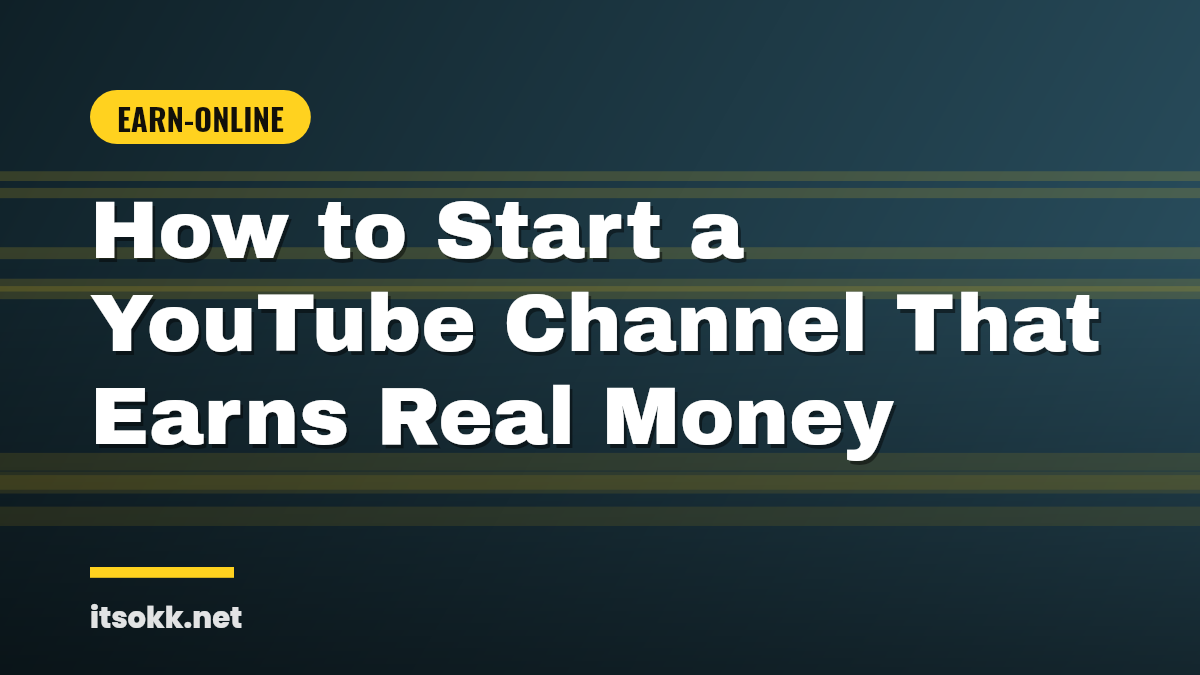 EARN-ONLINE
How to Start a
YouTube Channel That
Earns Real Money
itsokk.net